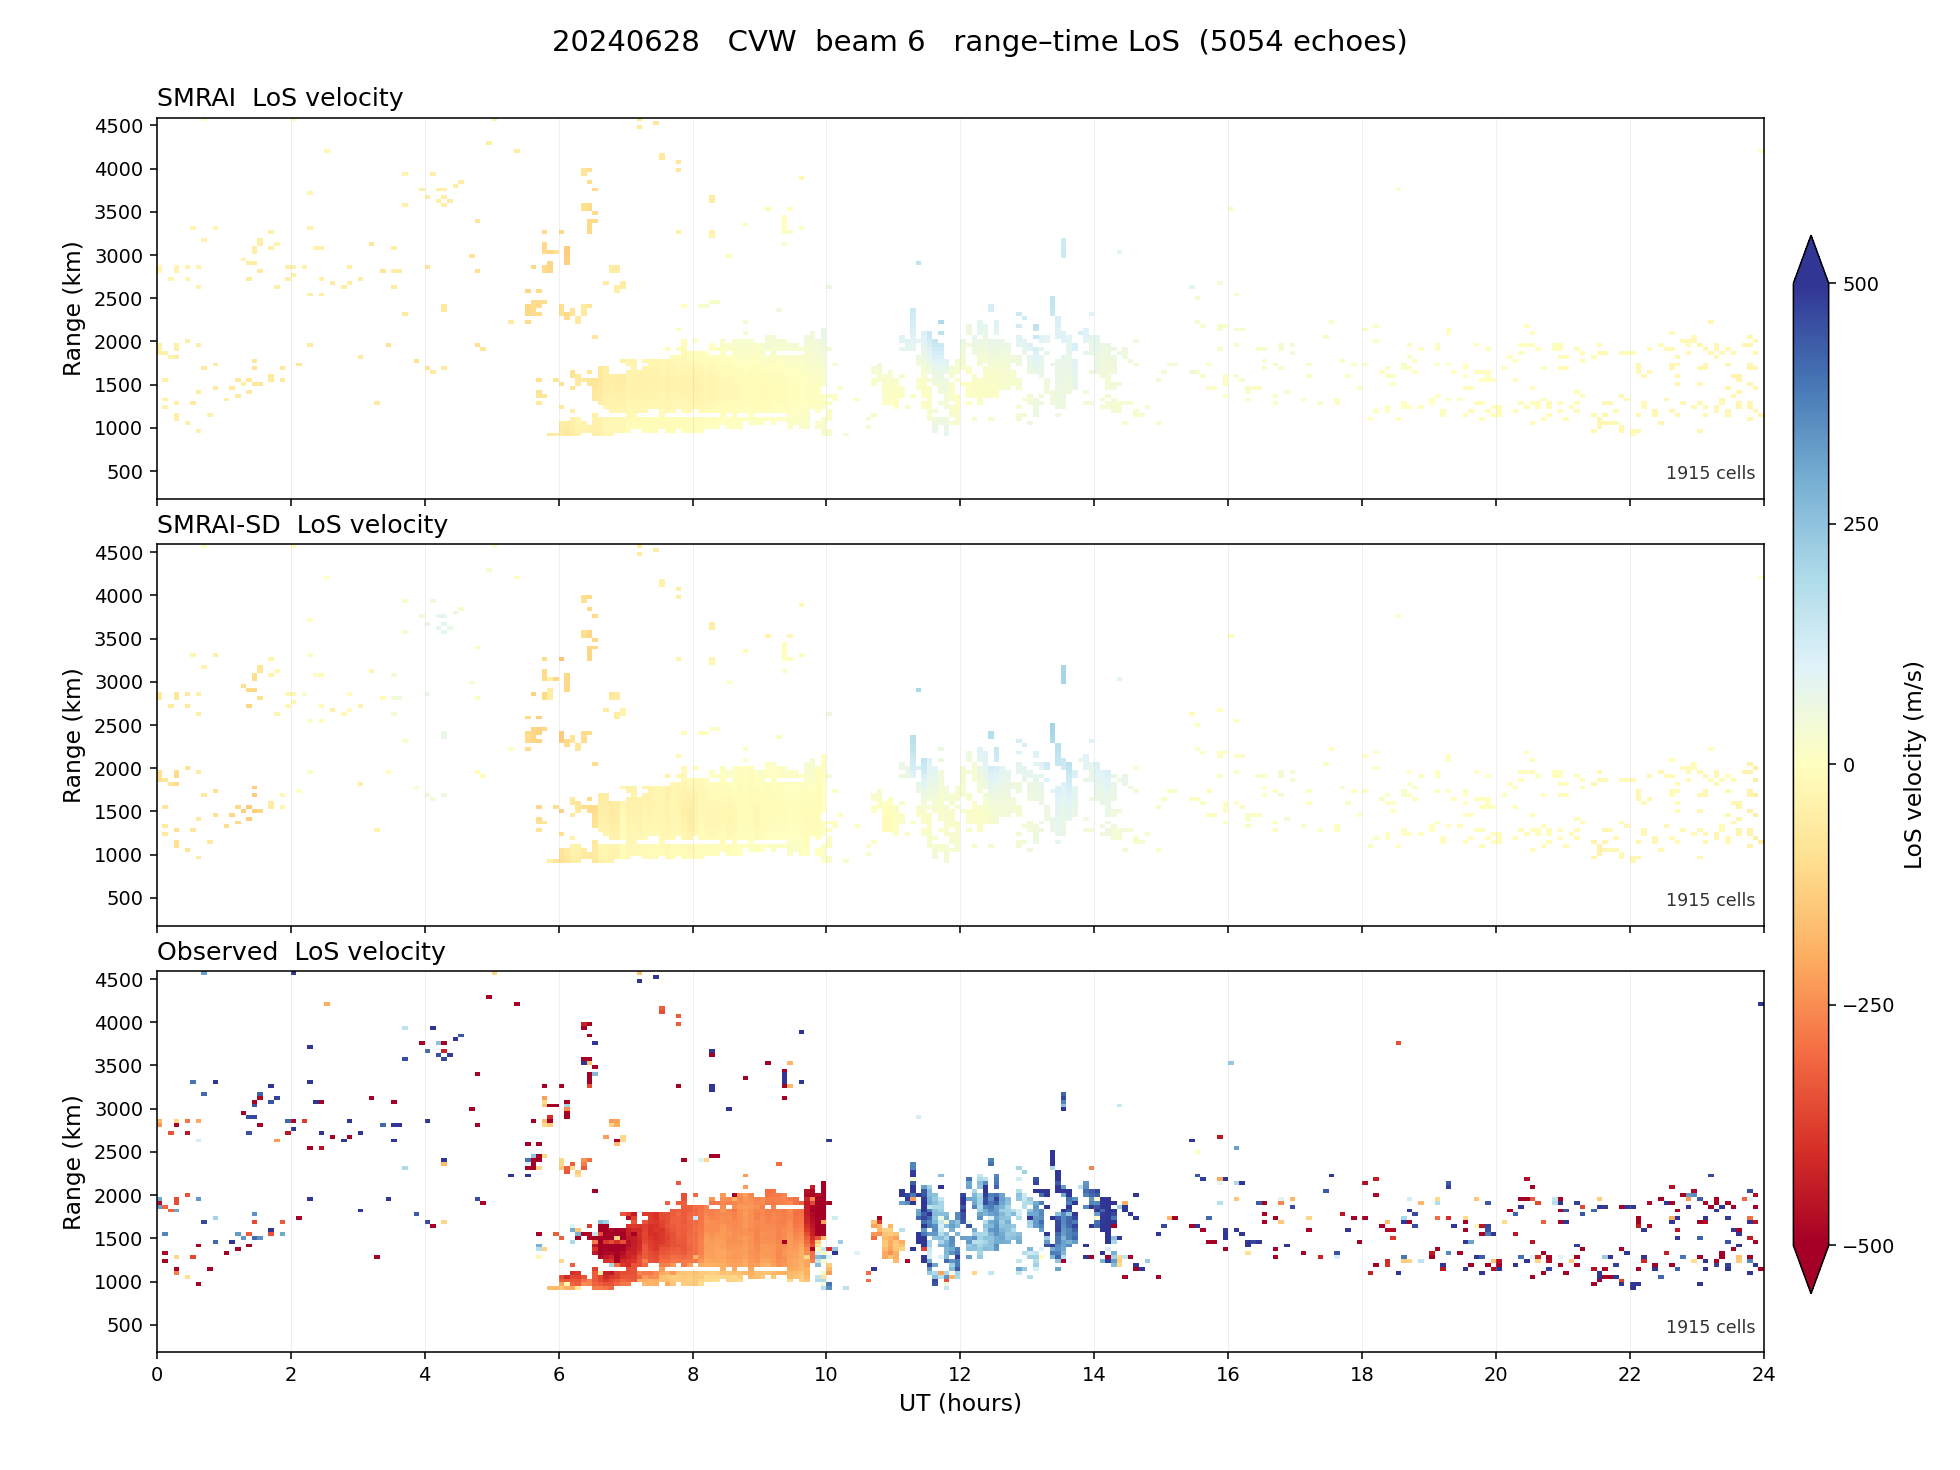 20240628   CVW  beam 6   range–time LoS  (5054 echoes)
SMRAI  LoS velocity
4500
4000
3500
3000
2500
2000
1500
1000
500
Range (km)
1915 cells
SMRAI-SD  LoS velocity
4500
4000
3500
3000
2500
2000
1500
1000
500
Range (km)
1915 cells
Observed  LoS velocity
4500
4000
3500
3000
2500
2000
1500
1000
500
Range (km)
1915 cells
0 2 4 6 8 10 12 14 16 18 20 22 24
UT (hours)
500
250
0
−250
−500
LoS velocity (m/s)